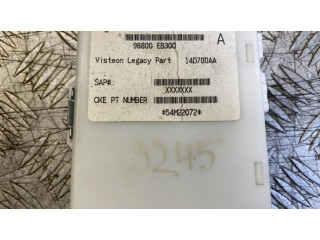 98800 EB300 A
Visteon Legacy Part 14D700AA
SAP#:
XXXXXXX
CKE PT NUMBER
*54M22072*
3245